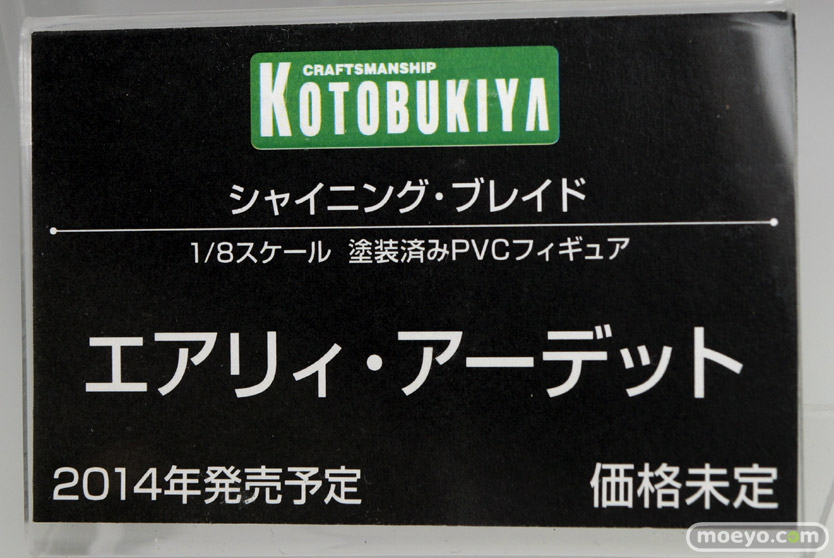 CRAFTSMANSHIP
KOTOBUKIYA
シャイニング・ブレイド
1/8スケール 塗装済みPVCフィギュア
エアリィ・アーデット
2014年発売予定 価格未定
moeyo.com